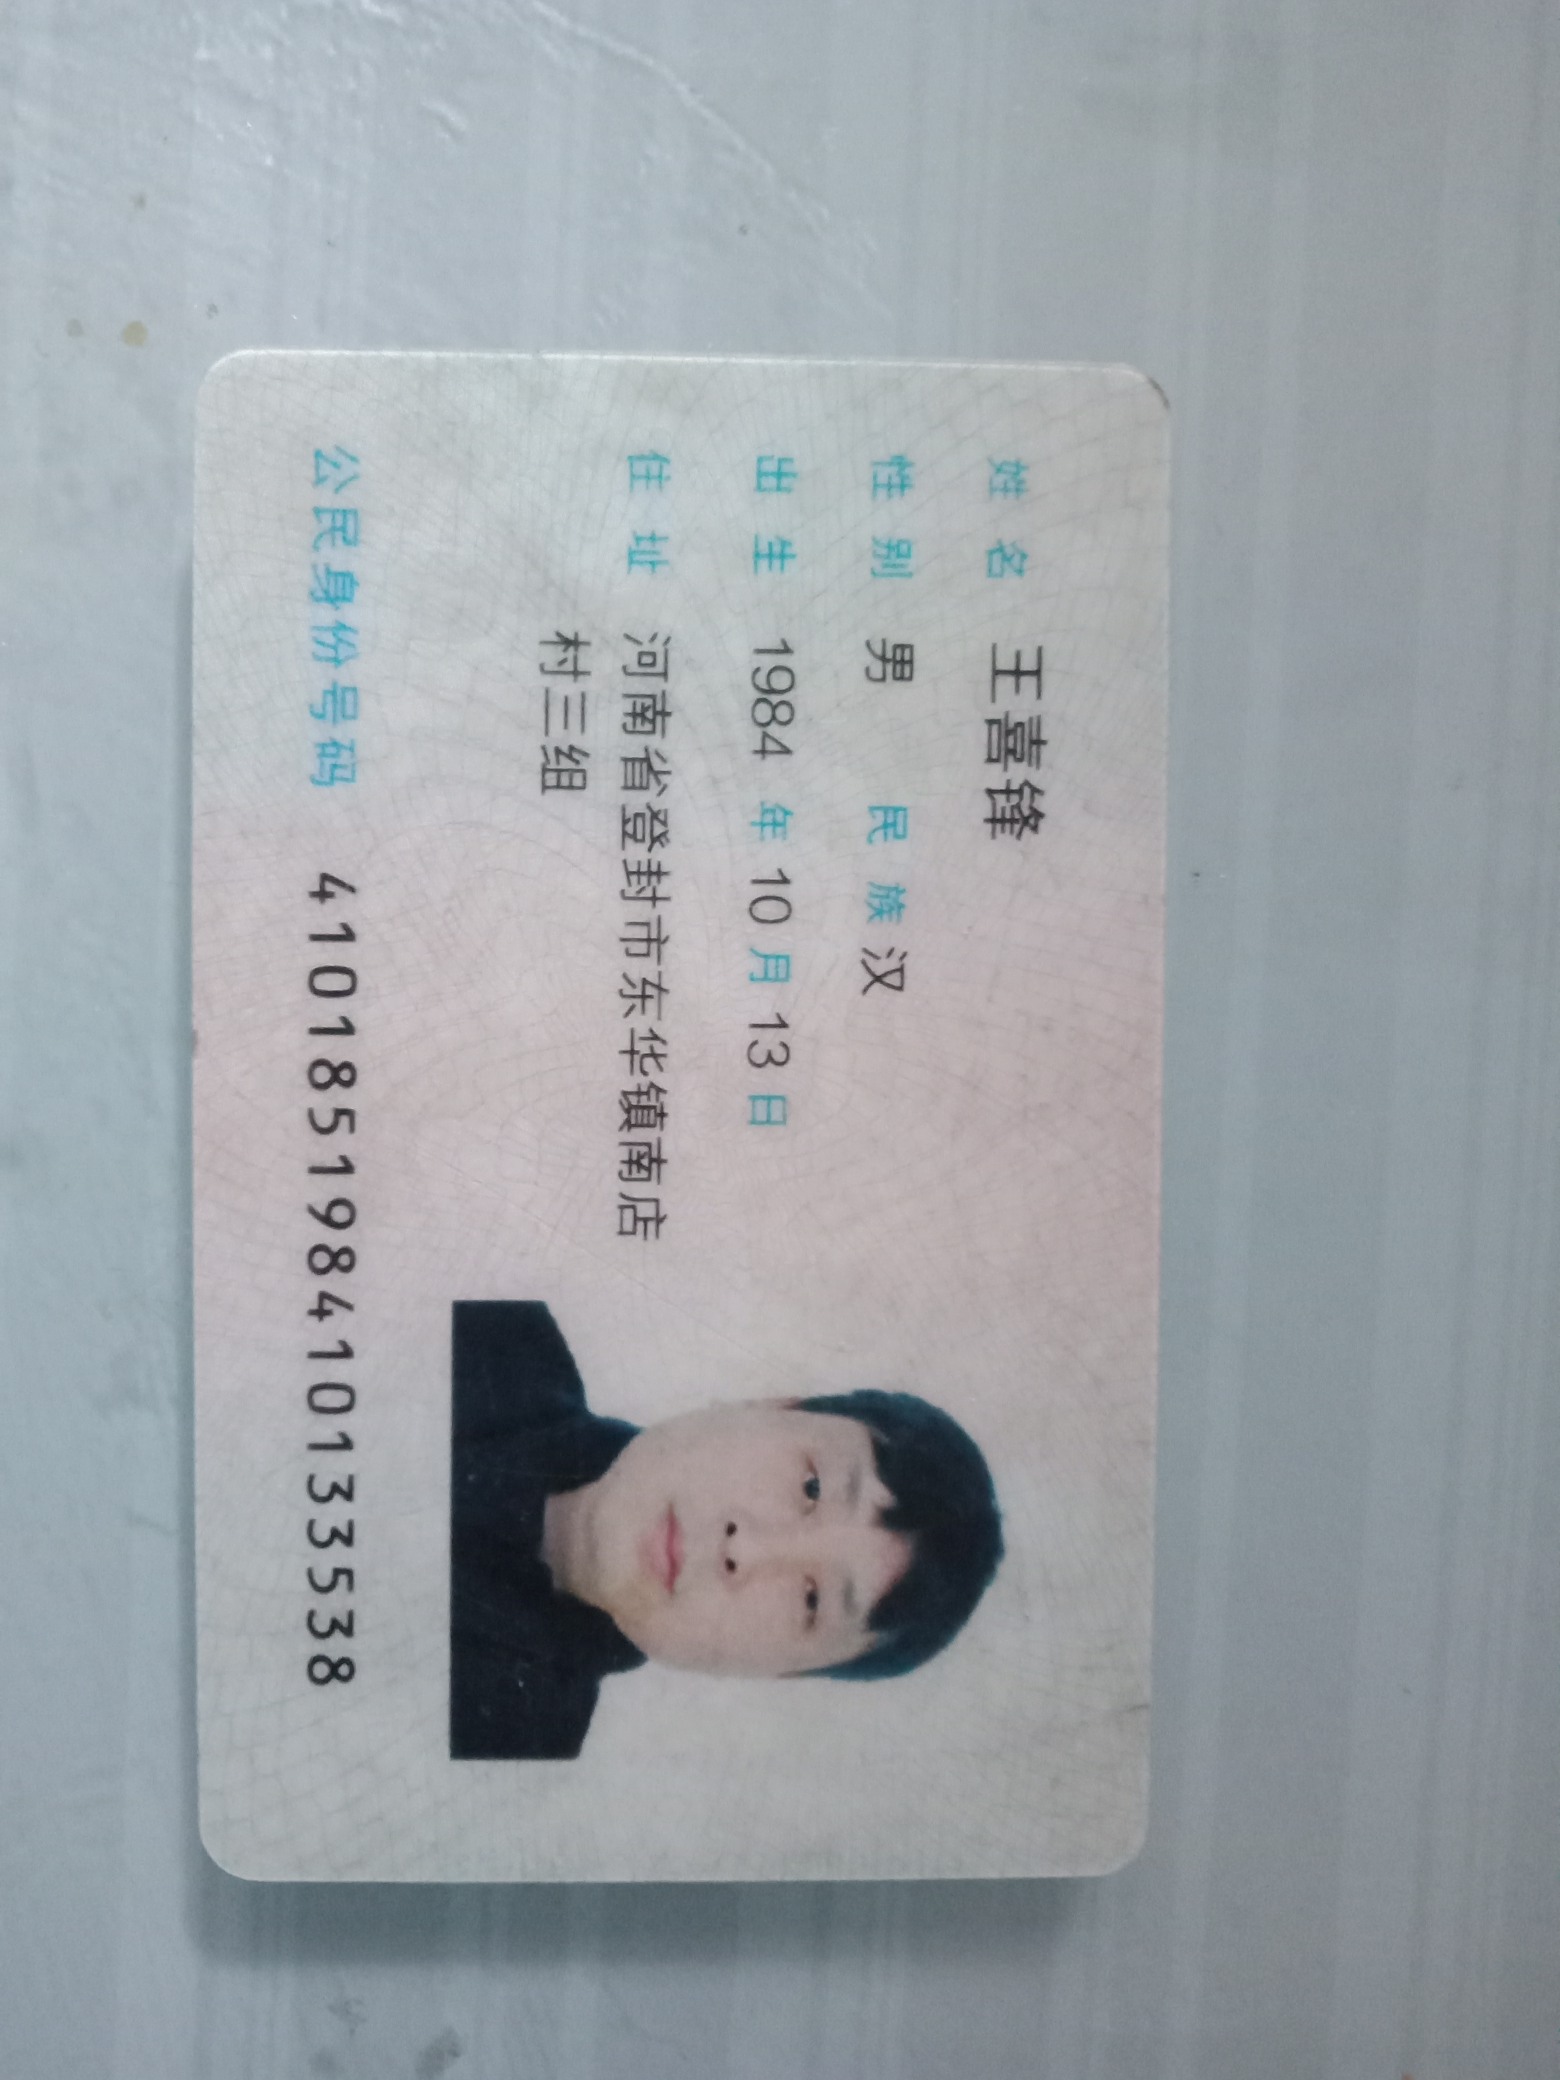 姓名 王喜锋
性别 男 民族 汉
出生 1984 年 10 月 13 日
住址 河南省登封市东华镇南店
村三组
公民身份号码 410185198410133538